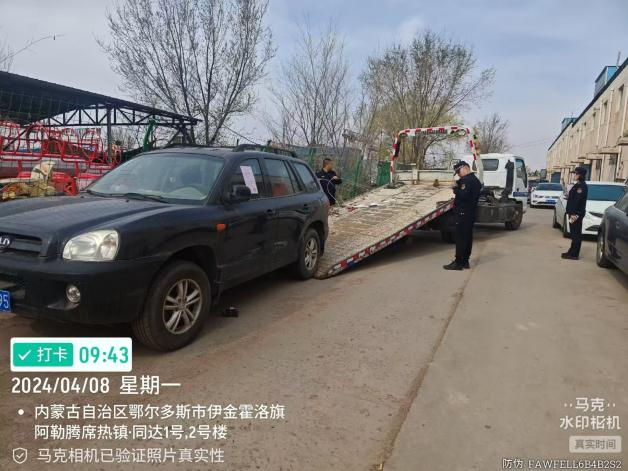 95
打卡 09:43
2024/04/08 星期一
内蒙古自治区鄂尔多斯市伊金霍洛旗
阿勒腾席热镇·同达1号,2号楼
马克相机已验证照片真实性
马克
水印相机
真实时间
防伪 FAWFELL6B4B2S2